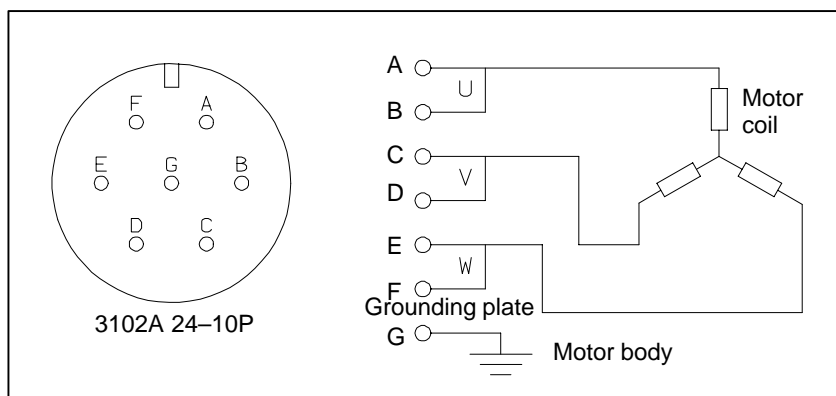 F A
E G B
D C
3102A 24–10P
A
U
B
C
V
D
E
W
F
Grounding plate
G
Motor
coil
Motor body